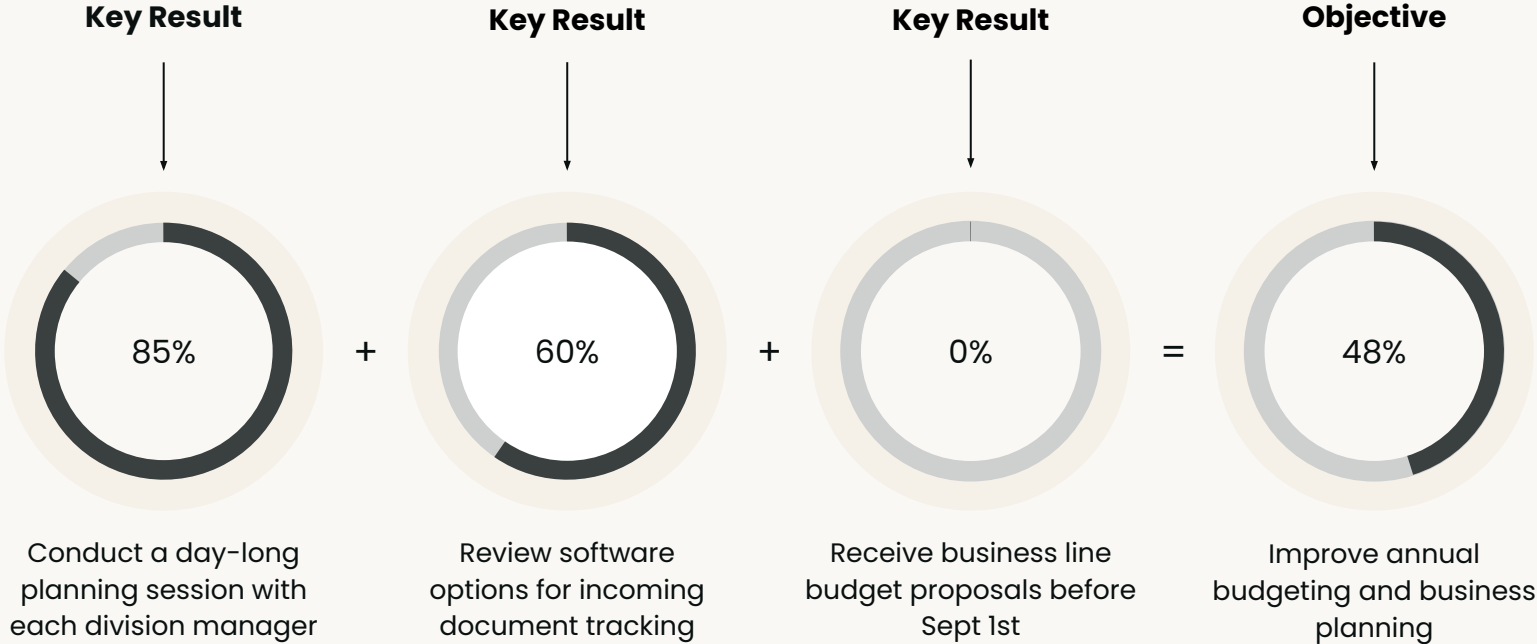 Key Result
Key Result
Key Result
Objective
85%
+
60%
+
0%
=
48%
Conduct a day-long
planning session with
each division manager
Review software
options for incoming
document tracking
Receive business line
budget proposals before
Sept 1st
Improve annual
budgeting and business
planning